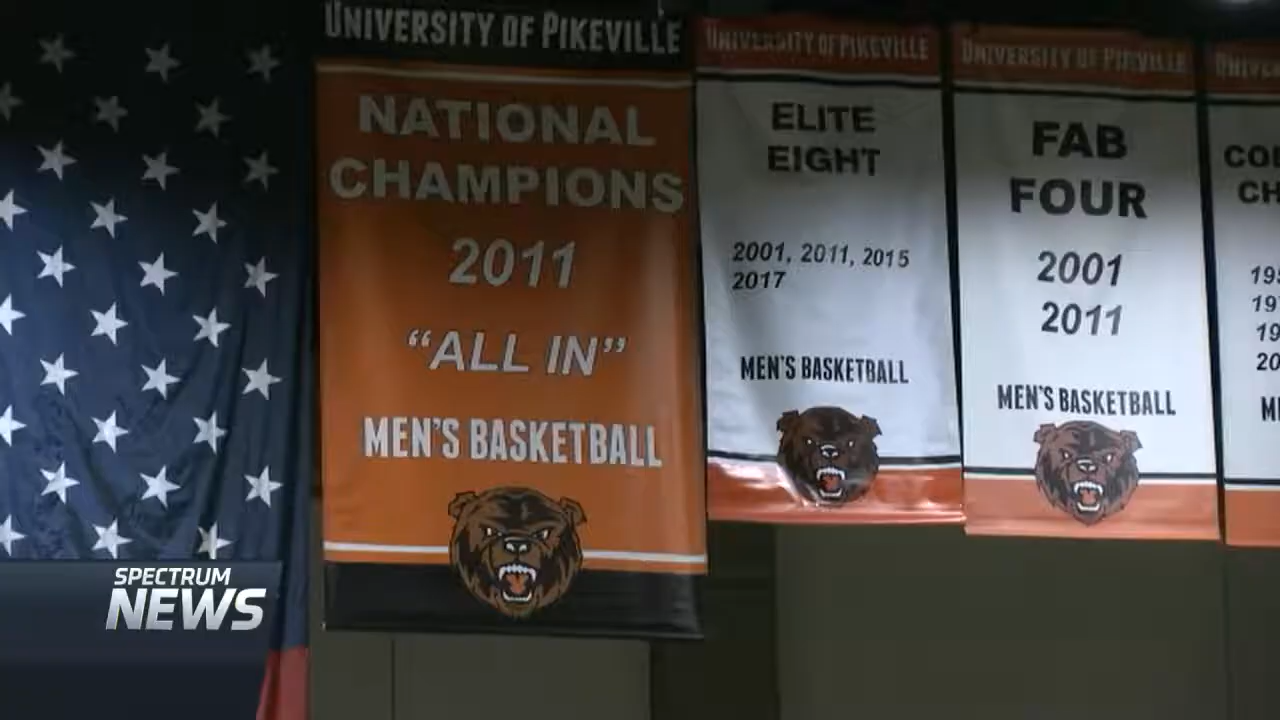 UNIVERSITY OF PIKEVILLE
NATIONAL
CHAMPIONS
2011
“ALL IN”
MEN'S BASKETBALL
UNIVERSITY OF PIKEVILLE
ELITE
EIGHT
2001, 2011, 2015
2017
MEN'S BASKETBALL
UNIVERSITY OF PIKEVILLE
FAB
FOUR
2001
2011
MEN'S BASKETBALL
SPECTRUM
NEWS